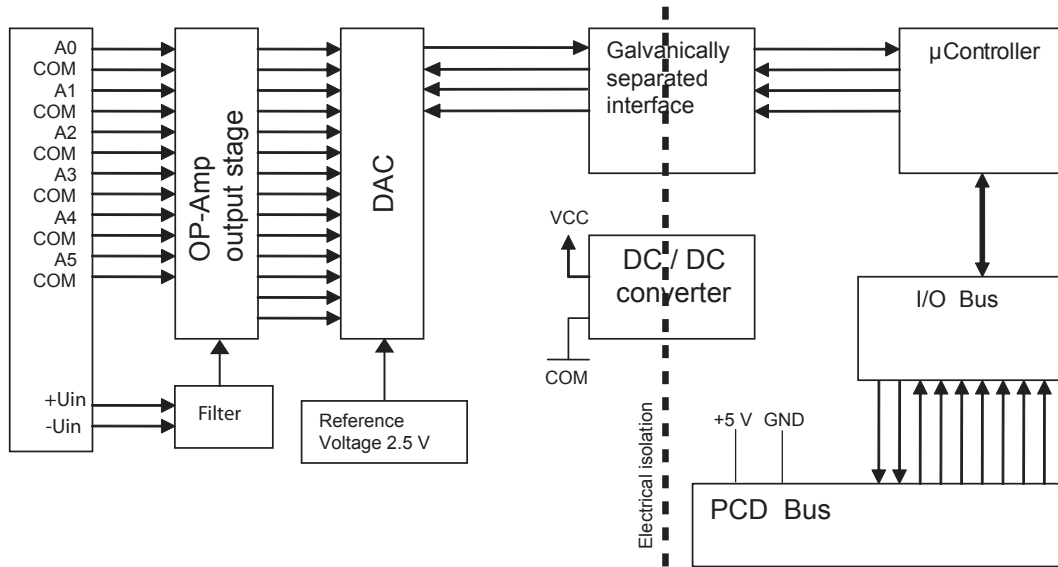 A0
COM
A1
COM
A2
COM
A3
COM
A4
COM
A5
COM
+Uin
-Uin
OP-Amp
output stage
Filter
DAC
Reference
Voltage 2.5 V
Galvanically
separated
interface
µController
VCC
DC / DC
converter
COM
Electrical isolation
I/O Bus
+5 V
GND
PCD Bus